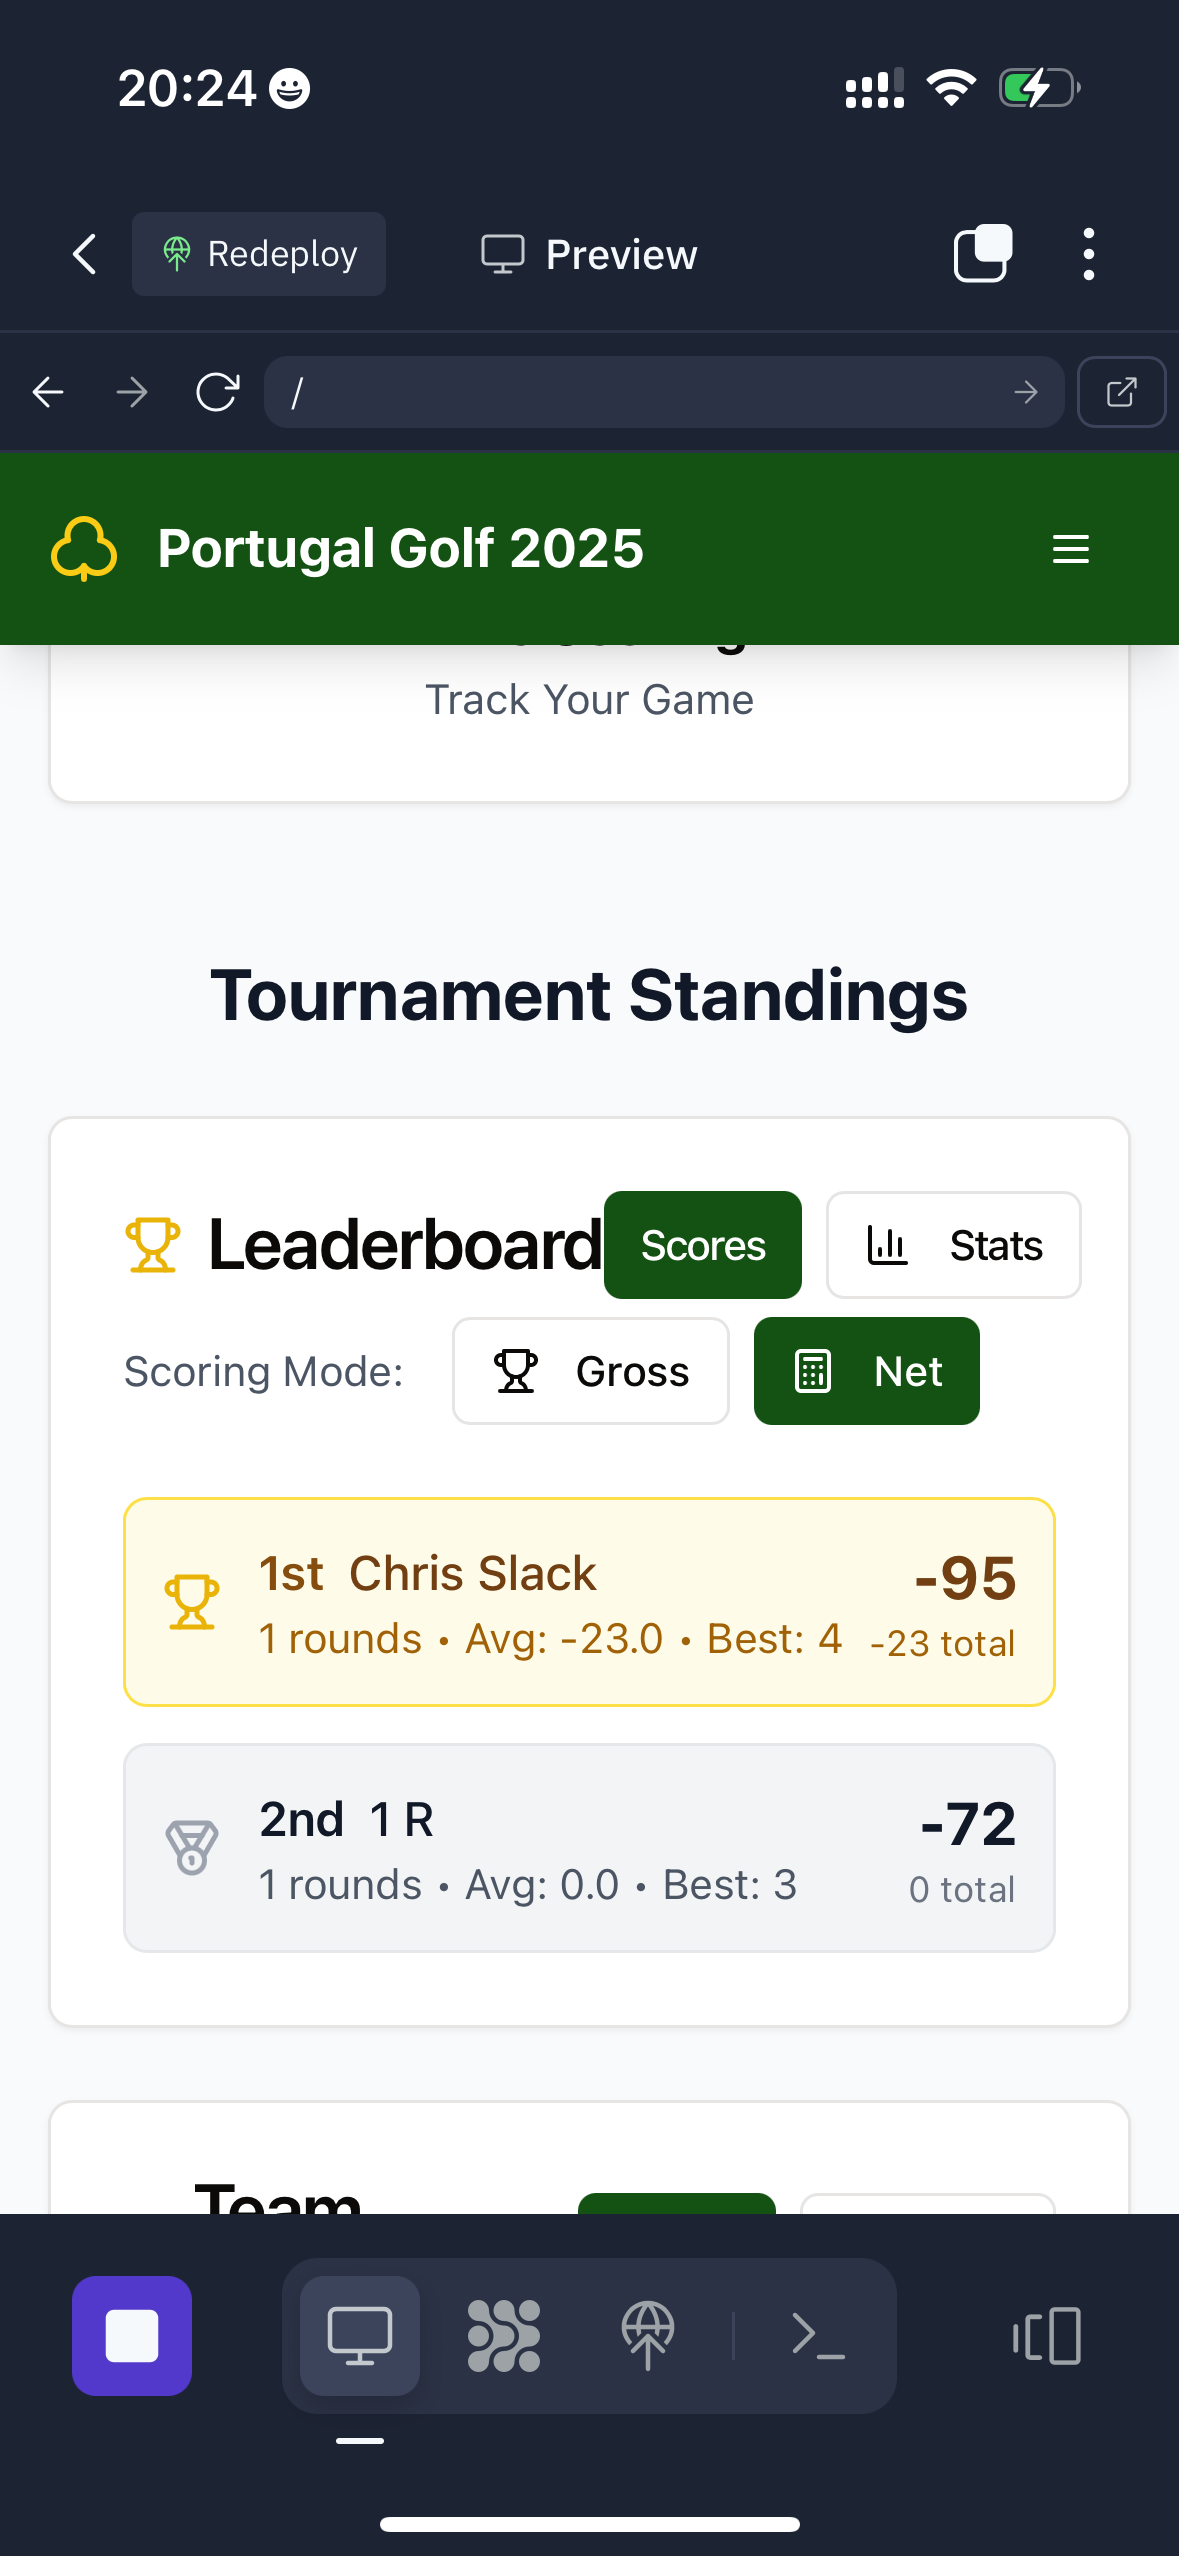 20:24
Redeploy
Preview
/
Portugal Golf 2025
Track Your Game
Tournament Standings
Leaderboard
Scores
Stats
Scoring Mode:
Gross
Net
1st Chris Slack
-95
1 rounds • Avg: -23.0 • Best: 4
-23 total
2nd 1 R
-72
1 rounds • Avg: 0.0 • Best: 3
0 total
Team